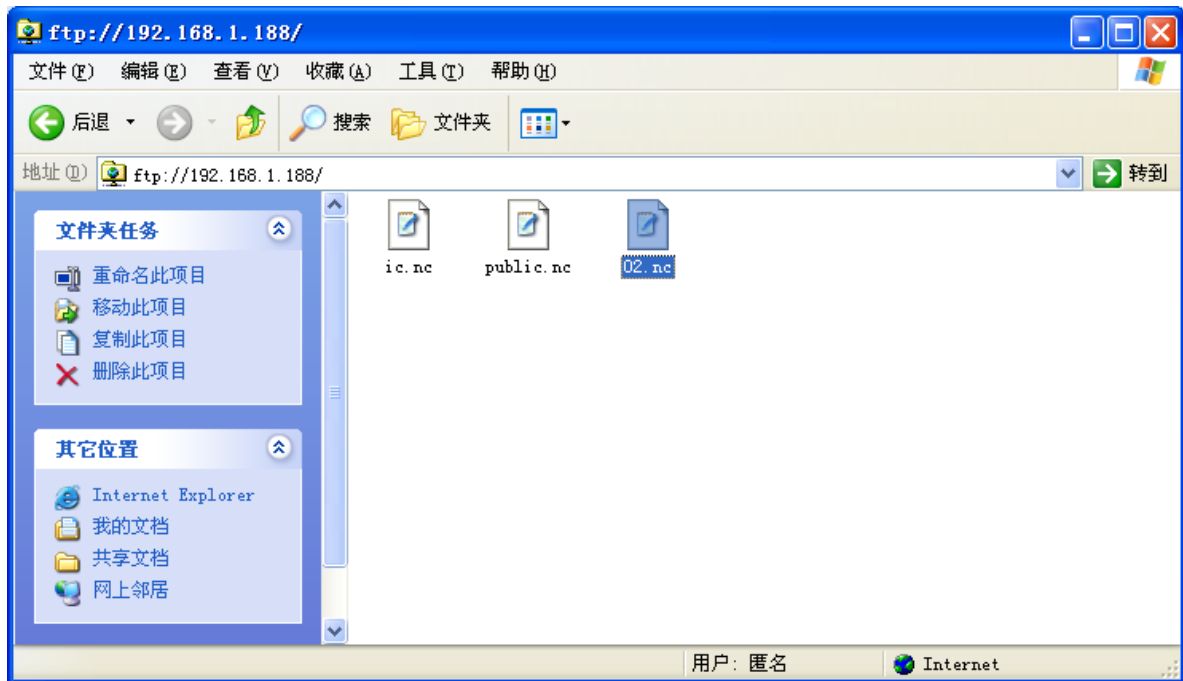 ftp://192.168.1.188/
文件(F) 编辑(E) 查看(V) 收藏(A) 工具(T) 帮助(H)
后退 搜索 文件夹
地址(D) ftp://192.168.1.188/ 转到
文件夹任务
重命名此项目
移动此项目
复制此项目
删除此项目
其它位置
Internet Explorer
我的文档
共享文档
网上邻居
ic.nc public.nc O2.nc
用户: 匿名 Internet